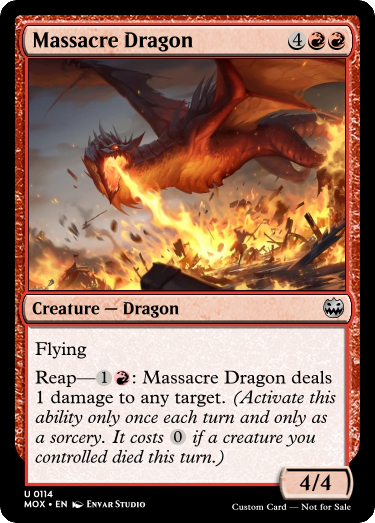 Massacre Dragon 4
Creature — Dragon
Flying
Reap—1: Massacre Dragon deals
1 damage to any target. (Activate this
ability only once each turn and only as
a sorcery. It costs 0 if a creature you
controlled died this turn.)
4/4
U 0114
MOX • EN Envar Studio
Custom Card — Not for Sale